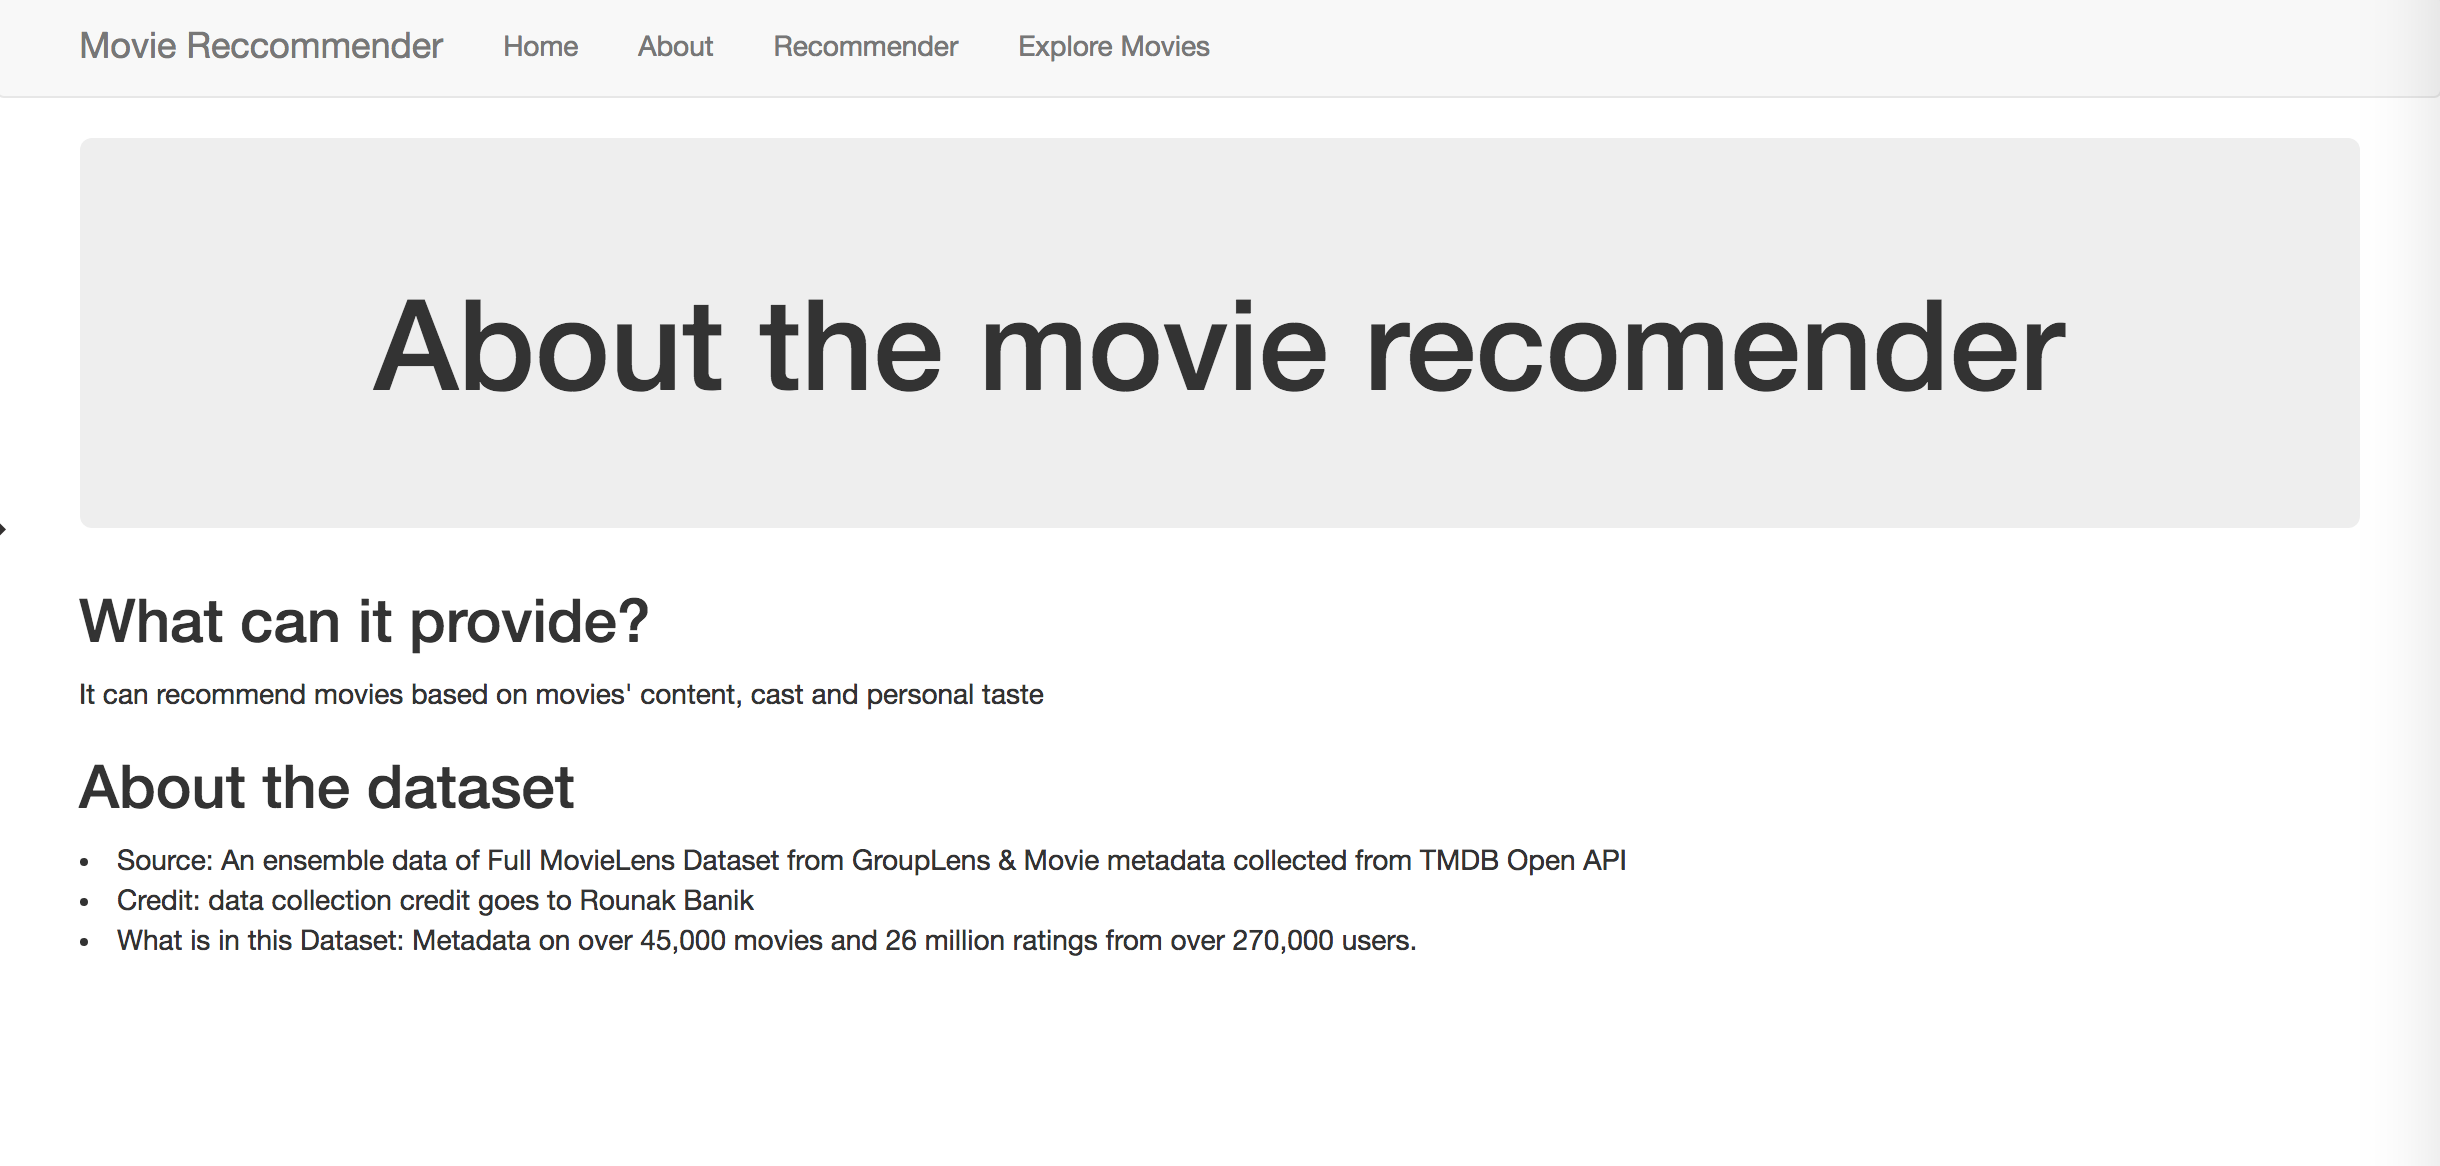 Movie Reccommender Home About Recommender Explore Movies
About the movie recomender
What can it provide?
It can recommend movies based on movies' content, cast and personal taste
About the dataset
• Source: An ensemble data of Full MovieLens Dataset from GroupLens & Movie metadata collected from TMDB Open API
• Credit: data collection credit goes to Rounak Banik
• What is in this Dataset: Metadata on over 45,000 movies and 26 million ratings from over 270,000 users.